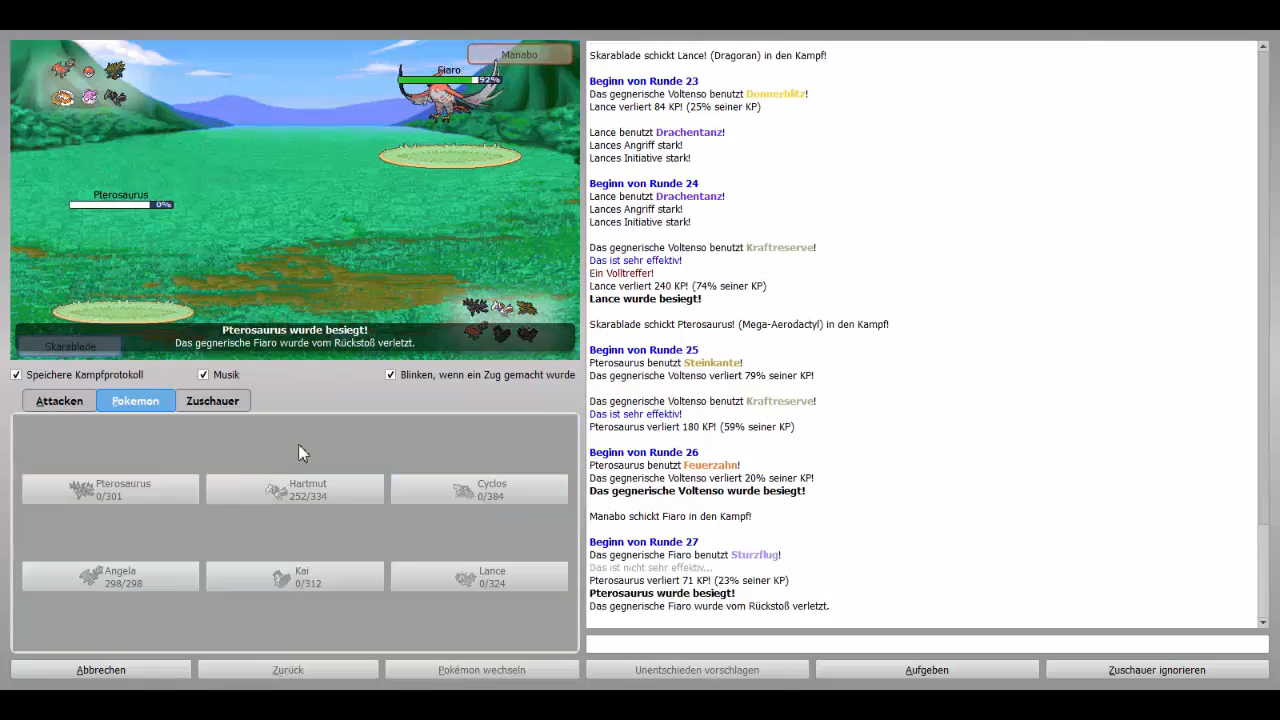 Manabo
Fiaro
92%
Pterosaurus
0%
Pterosaurus wurde besiegt!
Das gegnerische Fiaro wurde vom Rückstoß verletzt.
Skarablade
Speichere Kampfprotokoll
Musik
Blinken, wenn ein Zug gemacht wurde
Attacken
Pokemon
Zuschauer
Pterosaurus
0/301
Hartmut
252/334
Cyclos
0/384
Angela
298/298
Kai
0/312
Lance
0/324
Abbrechen
Zurück
Pokémon wechseln
Skarablade schickt Lance! (Dragoran) in den Kampf!
Beginn von Runde 23
Das gegnerische Voltenso benutzt Donnerblitz!
Lance verliert 84 KP! (25% seiner KP)
Lance benutzt Drachentanz!
Lances Angriff stark!
Lances Initiative stark!
Beginn von Runde 24
Lance benutzt Drachentanz!
Lances Angriff stark!
Lances Initiative stark!
Das gegnerische Voltenso benutzt Kraftreserve!
Das ist sehr effektiv!
Ein Volltreffer!
Lance verliert 240 KP! (74% seiner KP)
Lance wurde besiegt!
Skarablade schickt Pterosaurus! (Mega-Aerodactyl) in den Kampf!
Beginn von Runde 25
Pterosaurus benutzt Steinkante!
Das gegnerische Voltenso verliert 79% seiner KP!
Das gegnerische Voltenso benutzt Kraftreserve!
Das ist sehr effektiv!
Pterosaurus verliert 180 KP! (59% seiner KP)
Beginn von Runde 26
Pterosaurus benutzt Feuerzahn!
Das gegnerische Voltenso verliert 20% seiner KP!
Das gegnerische Voltenso wurde besiegt!
Manabo schickt Fiaro in den Kampf!
Beginn von Runde 27
Das gegnerische Fiaro benutzt Sturzflug!
Das ist nicht sehr effektiv...
Pterosaurus verliert 71 KP! (23% seiner KP)
Pterosaurus wurde besiegt!
Das gegnerische Fiaro wurde vom Rückstoß verletzt.
Unentschieden vorschlagen
Aufgeben
Zuschauer ignorieren